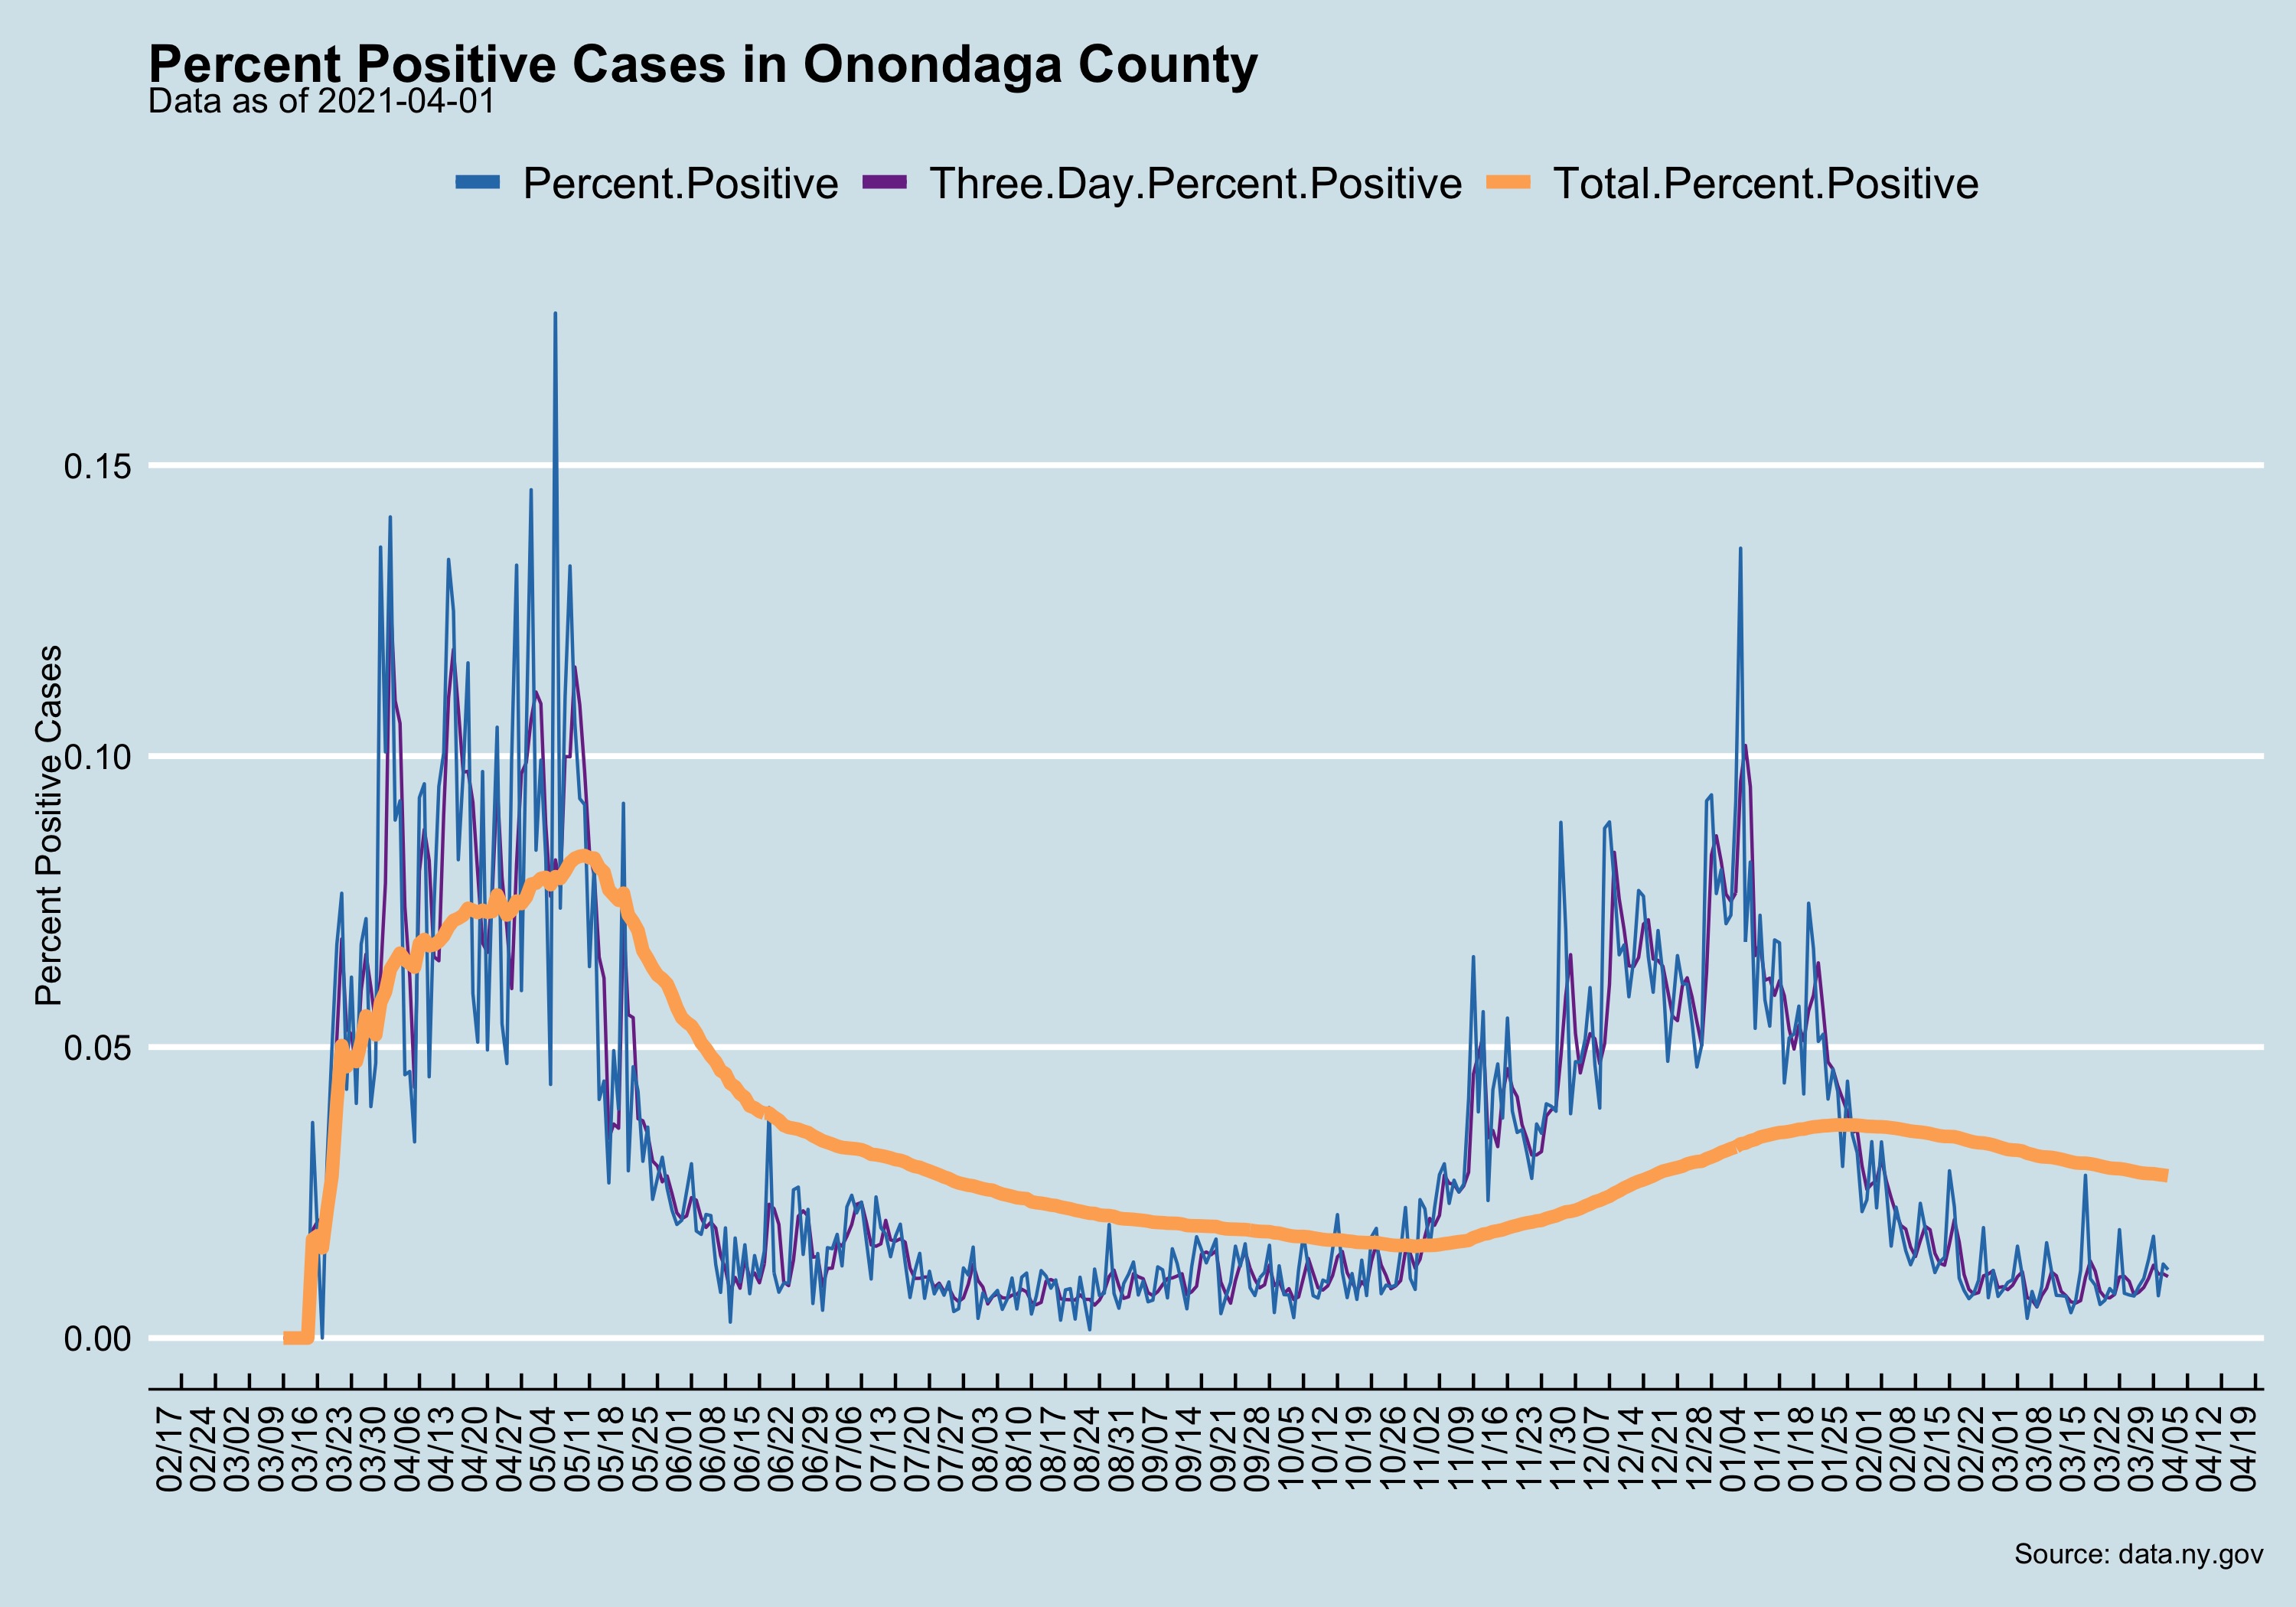 Percent Positive Cases in Onondaga County
Data as of 2021-04-01
Percent.Positive Three.Day.Percent.Positive Total.Percent.Positive
Percent Positive Cases
0.15
0.10
0.05
0.00
02/17 02/24 03/02 03/09 03/16 03/23 03/30 04/06 04/13 04/20 04/27 05/04 05/11 05/18 05/25 06/01 06/08 06/15 06/22 06/29 07/06 07/13 07/20 07/27 08/03 08/10 08/17 08/24 08/31 09/07 09/14 09/21 09/28 10/05 10/12 10/19 10/26 11/02 11/09 11/16 11/23 11/30 12/07 12/14 12/21 12/28 01/04 01/11 01/18 01/25 02/01 02/08 02/15 02/22 03/01 03/08 03/15 03/22 03/29 04/05 04/12 04/19
Source: data.ny.gov